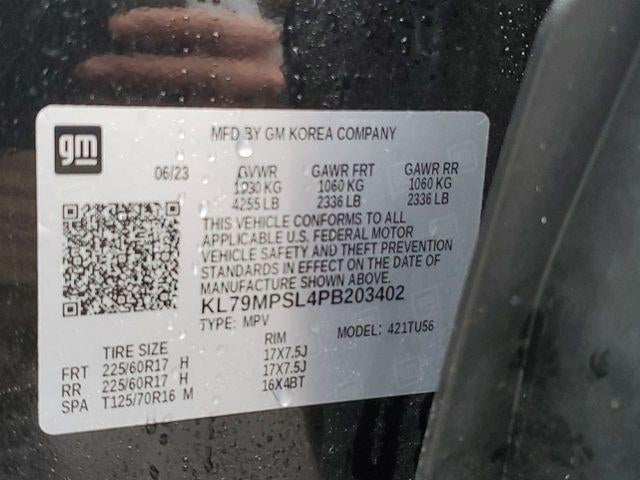 gm
MFD BY GM KOREA COMPANY
06/23 GVWR GAWR FRT GAWR RR
1930 KG 1060 KG 1060 KG
4255 LB 2336 LB 2336 LB
THIS VEHICLE CONFORMS TO ALL
APPLICABLE U.S. FEDERAL MOTOR
VEHICLE SAFETY AND THEFT PREVENTION
STANDARDS IN EFFECT ON THE DATE OF
MANUFACTURE SHOWN ABOVE.
KL79MPSL4PB203402
TYPE: MPV MODEL: 421TU56
TIRE SIZE RIM
FRT 225/60R17 H 17X7.5J
RR 225/60R17 H 17X7.5J
SPA T125/70R16 M 16X4BT